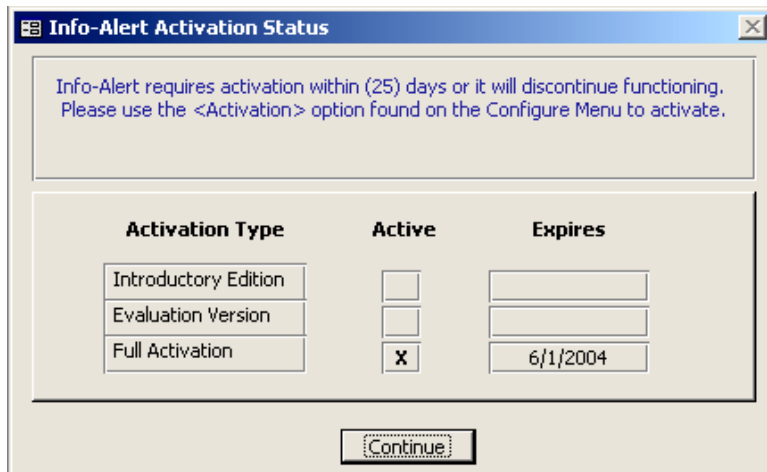 Info-Alert Activation Status
Info-Alert requires activation within (25) days or it will discontinue functioning.
Please use the <Activation> option found on the Configure Menu to activate.
Activation Type Active Expires
Introductory Edition
Evaluation Version
Full Activation X 6/1/2004
Continue